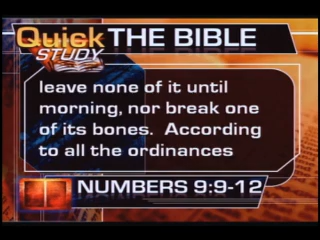 Quick THE BIBLE
STUDY
leave none of it until
morning, nor break one
of its bones. According
to all the ordinances
NUMBERS 9:9-12